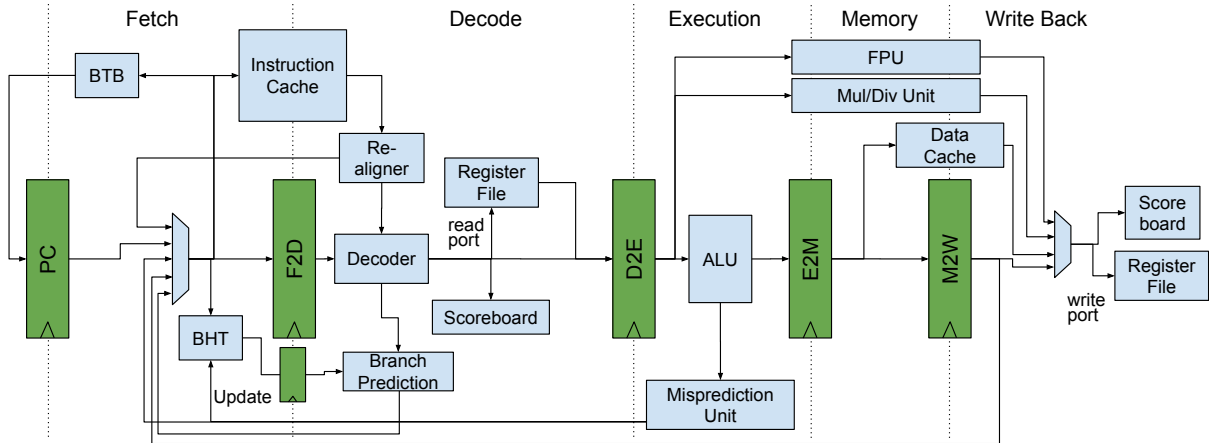 Fetch
Decode
Execution
Memory
Write Back
BTB
Instruction
Cache
FPU
Mul/Div Unit
Re-
aligner
Data
Cache
Register
File
read
port
PC
F2D
Decoder
D2E
ALU
E2M
M2W
Score
board
Register
File
write
port
Scoreboard
BHT
Branch
Prediction
Update
Misprediction
Unit